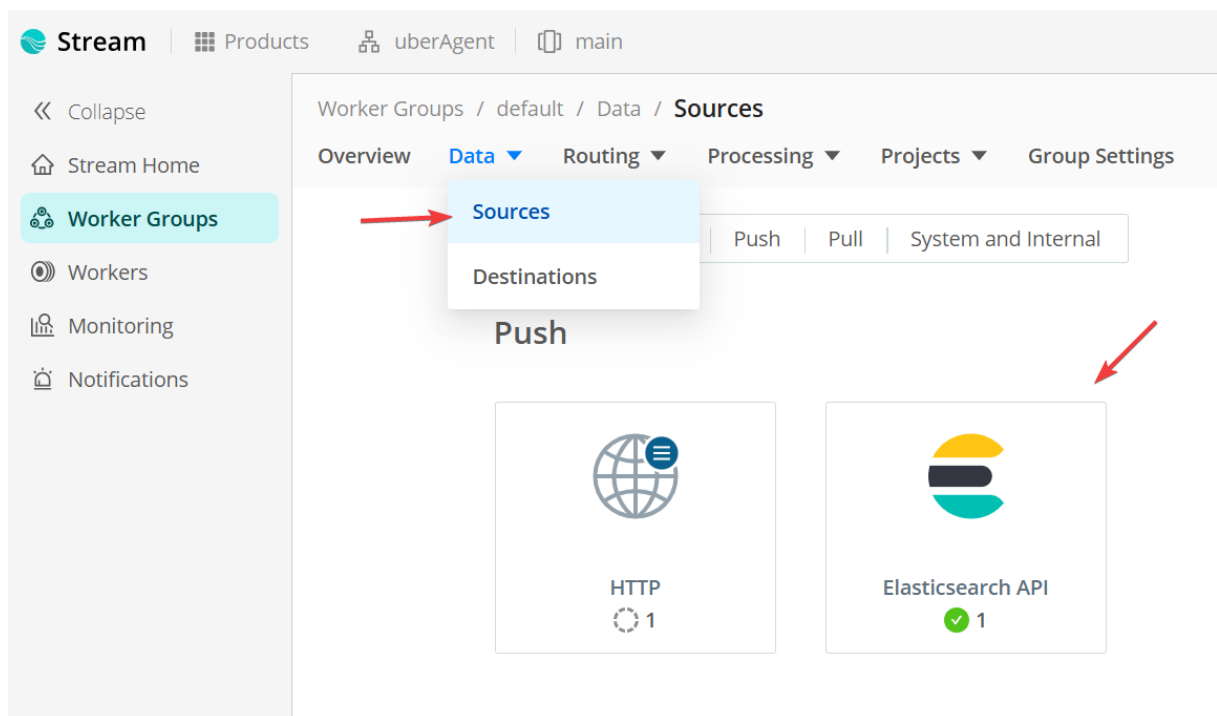 Stream Products uberAgent main
Collapse
Stream Home
Worker Groups
Workers
Monitoring
Notifications
Worker Groups / default / Data / Sources
Overview Data Routing Processing Projects Group Settings
Sources
Destinations
Push Pull System and Internal
Push
HTTP
1
Elasticsearch API
1